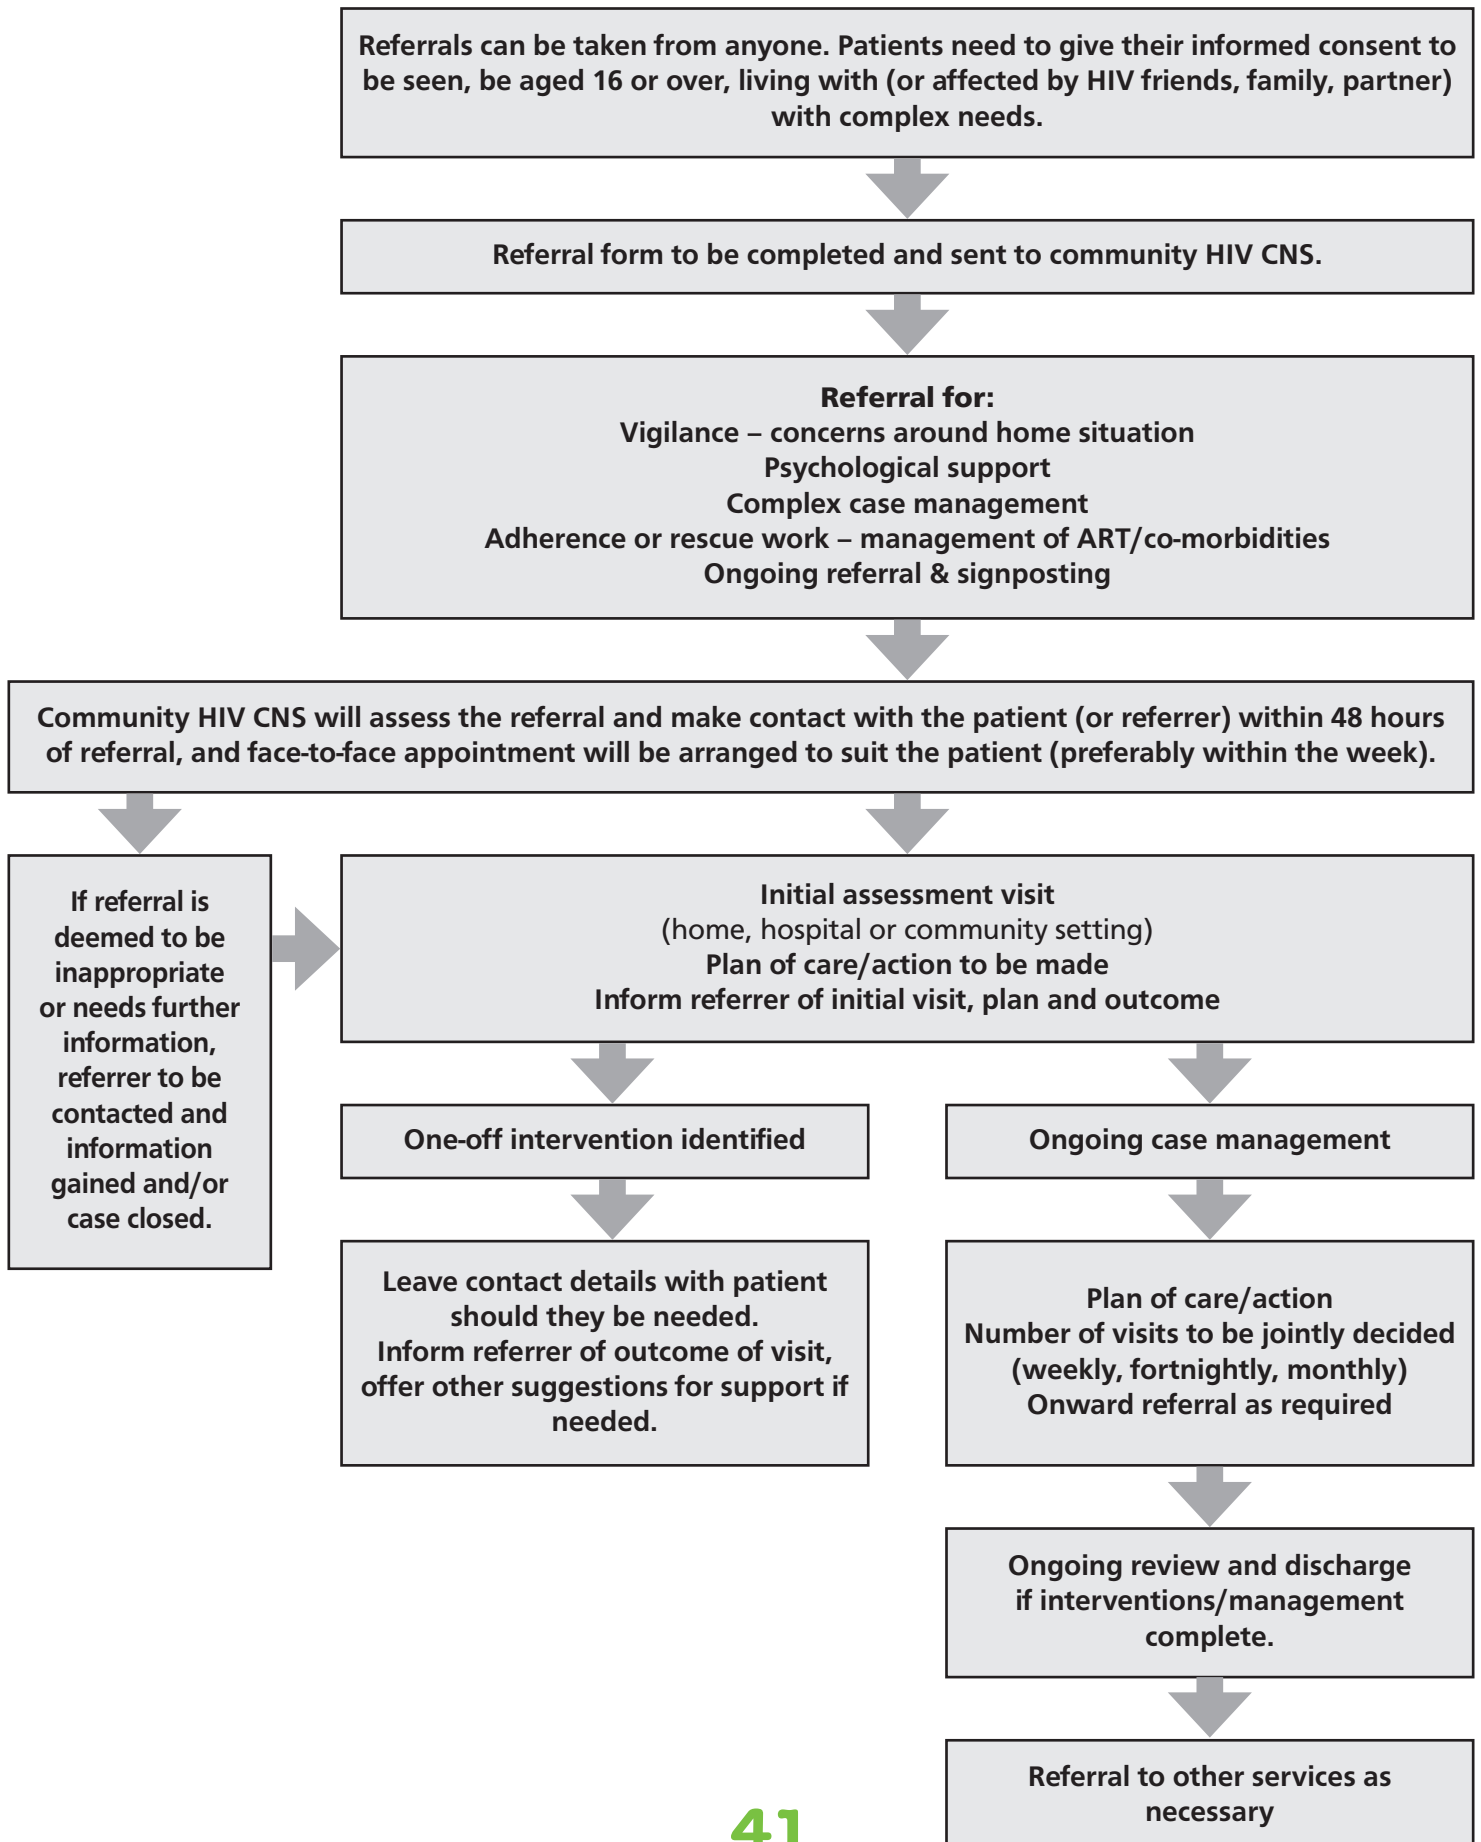 Referrals can be taken from anyone. Patients need to give their informed consent to
be seen, be aged 16 or over, living with (or affected by HIV friends, family, partner)
with complex needs.
Referral form to be completed and sent to community HIV CNS.
Referral for:
Vigilance – concerns around home situation
Psychological support
Complex case management
Adherence or rescue work – management of ART/co-morbidities
Ongoing referral & signposting
Community HIV CNS will assess the referral and make contact with the patient (or referrer) within 48 hours
of referral, and face-to-face appointment will be arranged to suit the patient (preferably within the week).
If referral is
deemed to be
inappropriate
or needs further
information,
referrer to be
contacted and
information
gained and/or
case closed.
Initial assessment visit
(home, hospital or community setting)
Plan of care/action to be made
Inform referrer of initial visit, plan and outcome
One-off intervention identified
Leave contact details with patient
should they be needed.
Inform referrer of outcome of visit,
offer other suggestions for support if
needed.
Ongoing case management
Plan of care/action
Number of visits to be jointly decided
(weekly, fortnightly, monthly)
Onward referral as required
Ongoing review and discharge
if interventions/management
complete.
Referral to other services as
necessary
41